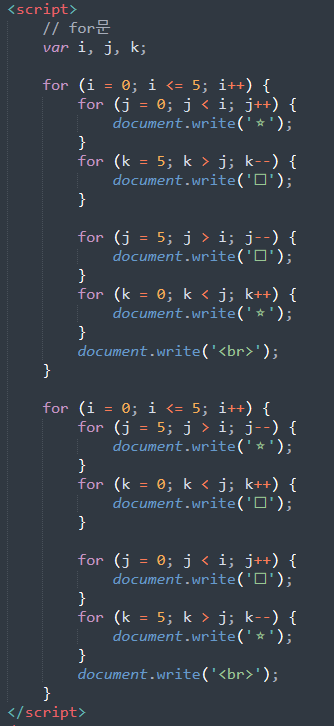 <script>
// for문
var i, j, k;
for (i = 0; i <= 5; i++) {
for (j = 0; j < i; j++) {
document.write('⭐');
}
for (k = 5; k > j; k--) {
document.write('□');
}
for (j = 5; j > i; j--) {
document.write('□');
}
for (k = 0; k < j; k++) {
document.write('⭐');
}
document.write('<br>');
}
for (i = 0; i <= 5; i++) {
for (j = 5; j > i; j--) {
document.write('⭐');
}
for (k = 0; k < j; k++) {
document.write('□');
}
for (j = 0; j < i; j++) {
document.write('□');
}
for (k = 5; k > j; k--) {
document.write('⭐');
}
document.write('<br>');
}
</script>